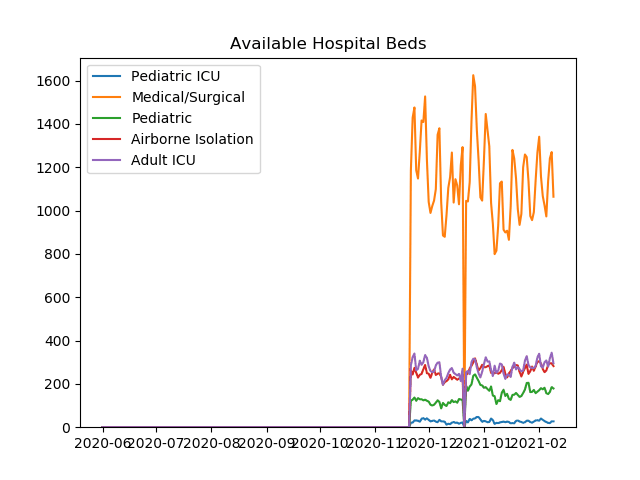 Available Hospital Beds
Pediatric ICU
Medical/Surgical
Pediatric
Airborne Isolation
Adult ICU
1600
1400
1200
1000
800
600
400
200
0
2020-06 2020-07 2020-08 2020-09 2020-10 2020-11 2020-12 2021-01 2021-02